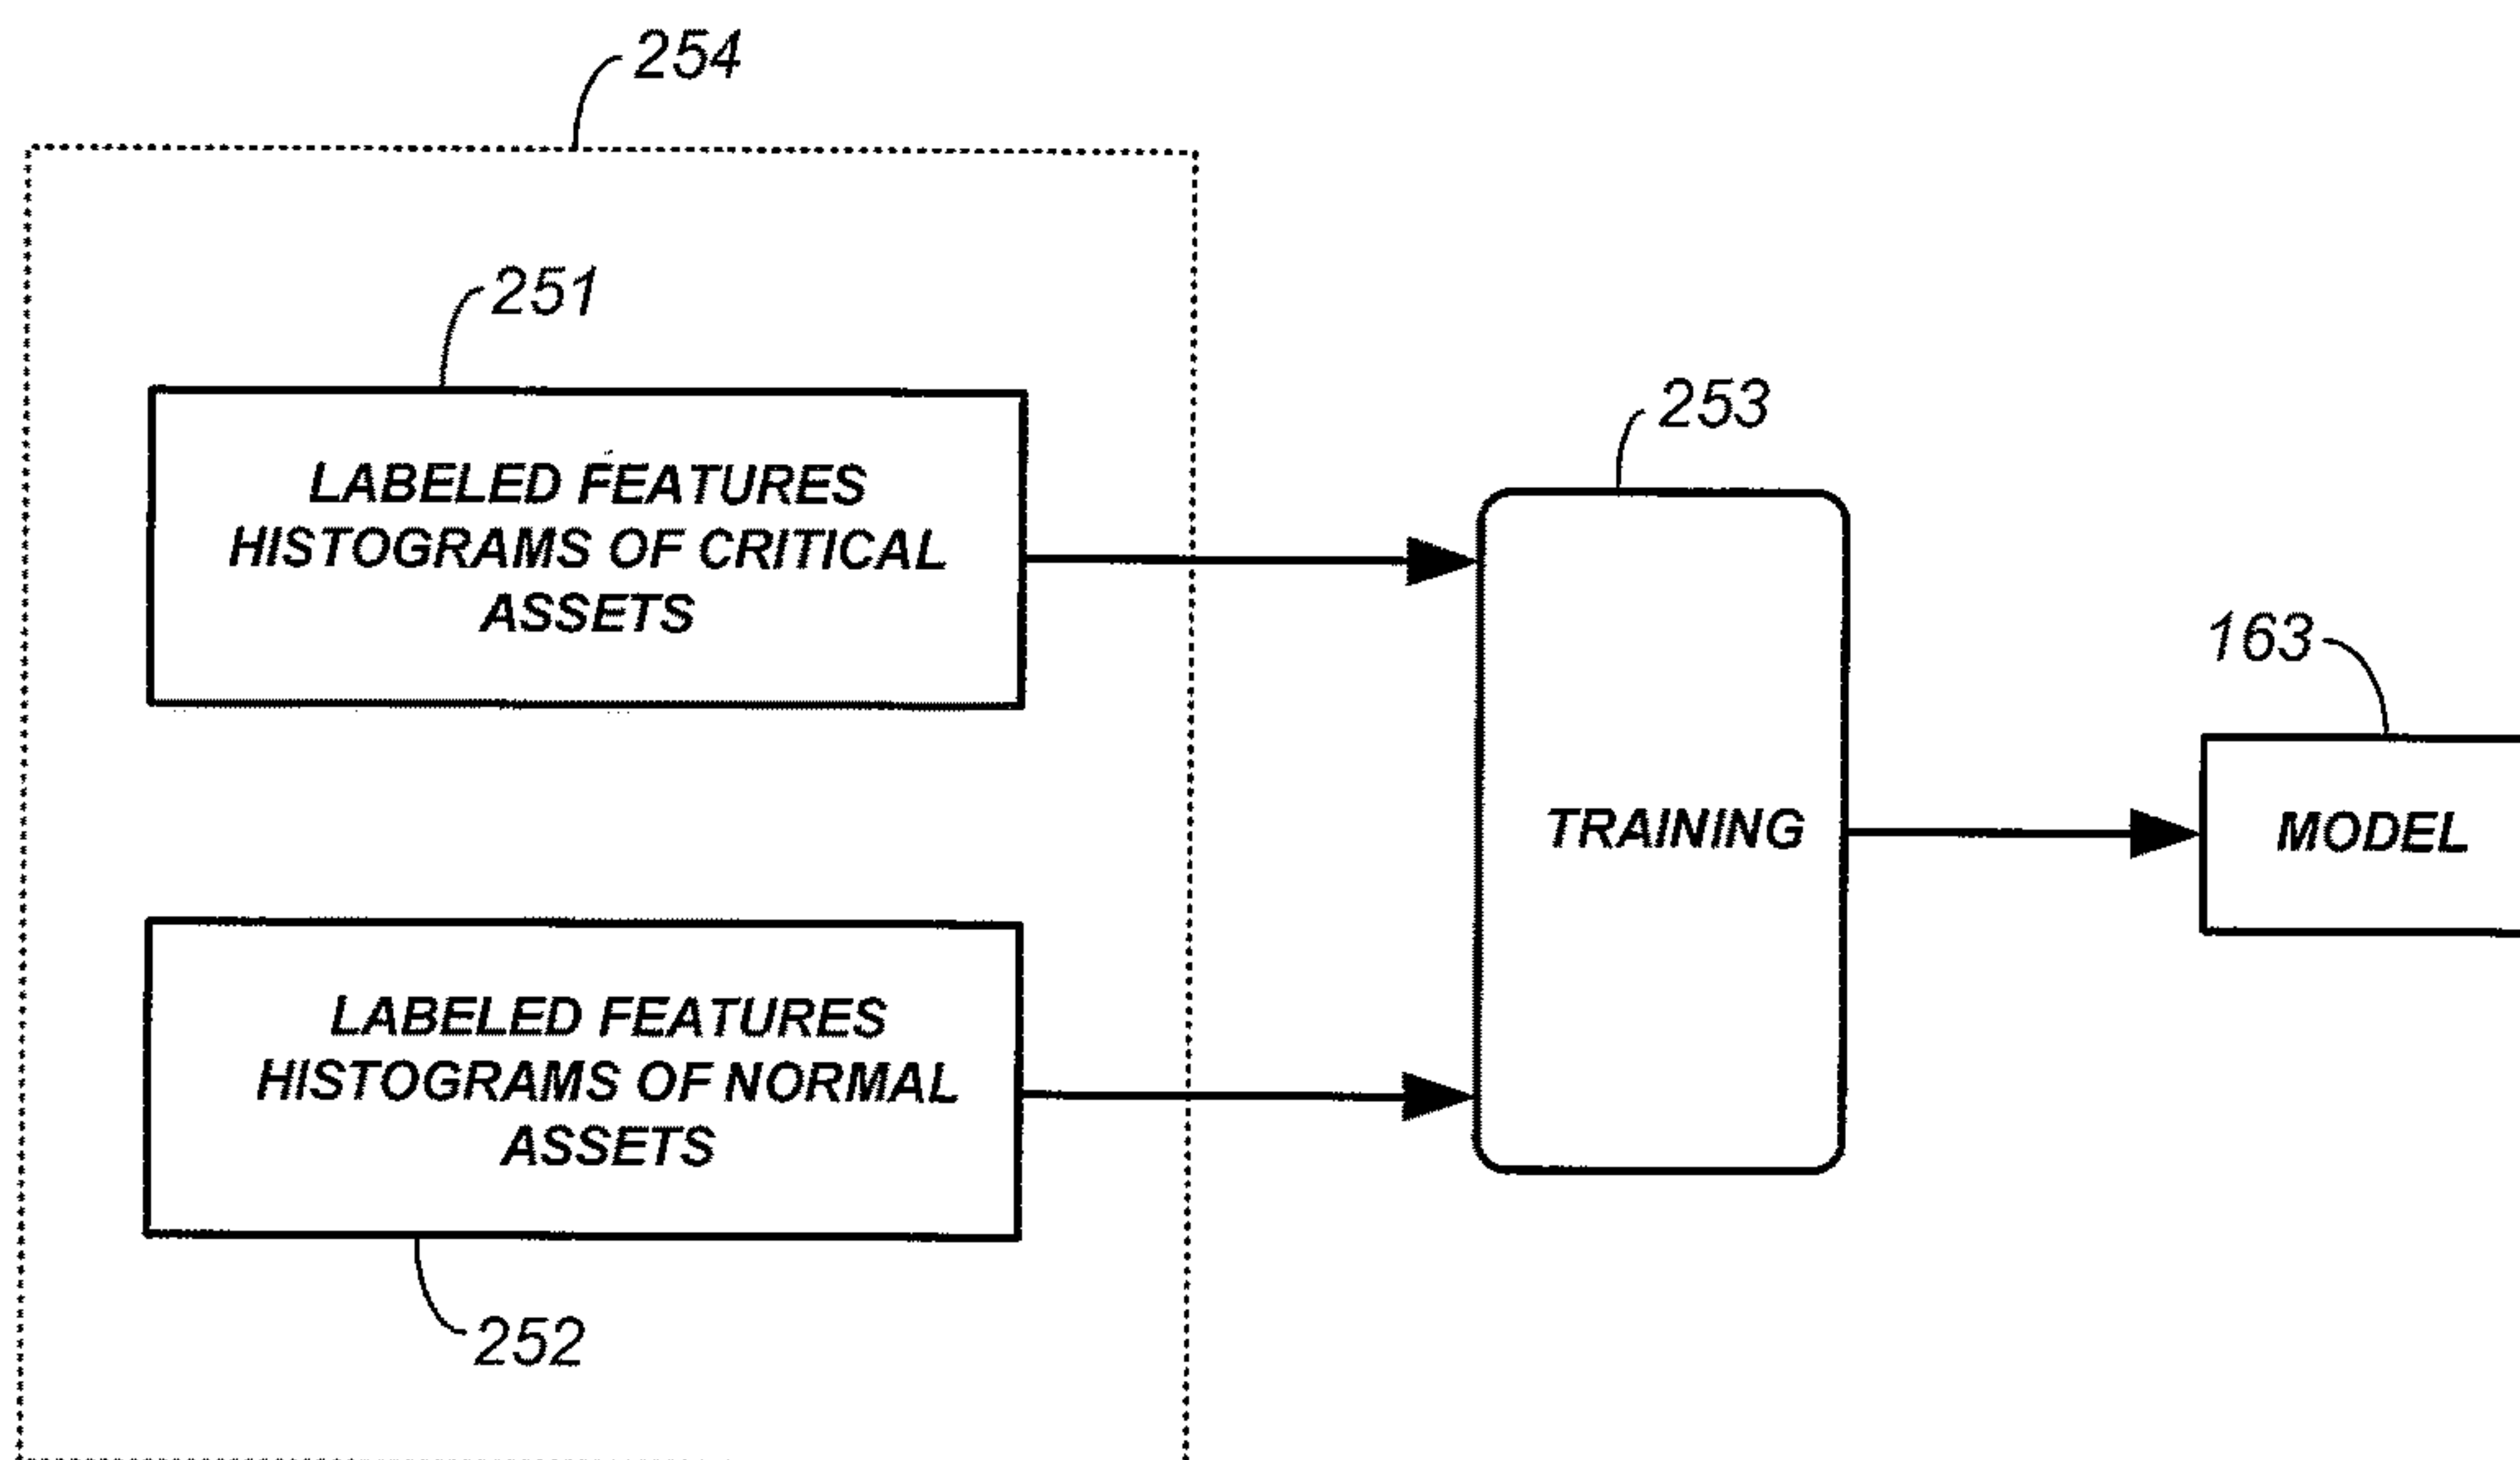 254
251
LABELED FEATURES
HISTOGRAMS OF CRITICAL
ASSETS
253
TRAINING
163
MODEL
LABELED FEATURES
HISTOGRAMS OF NORMAL
ASSETS
252